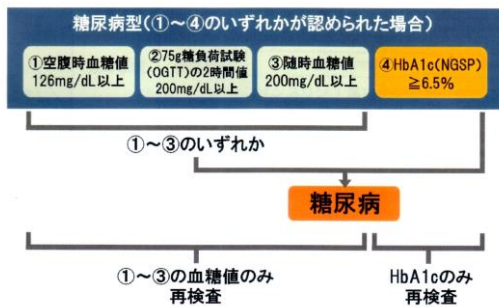 糖尿病型(①~④のいずれかが認められた場合)
①空腹時血糖値
126mg/dL以上
②75g糖負荷試験
(OGTT)の2時間値
200mg/dL以上
③随時血糖値
200mg/dL以上
④HbA1c(NGSP)
≧6.5%
①~③のいずれか
糖尿病
①~③の血糖値のみ
再検査
HbA1cのみ
再検査